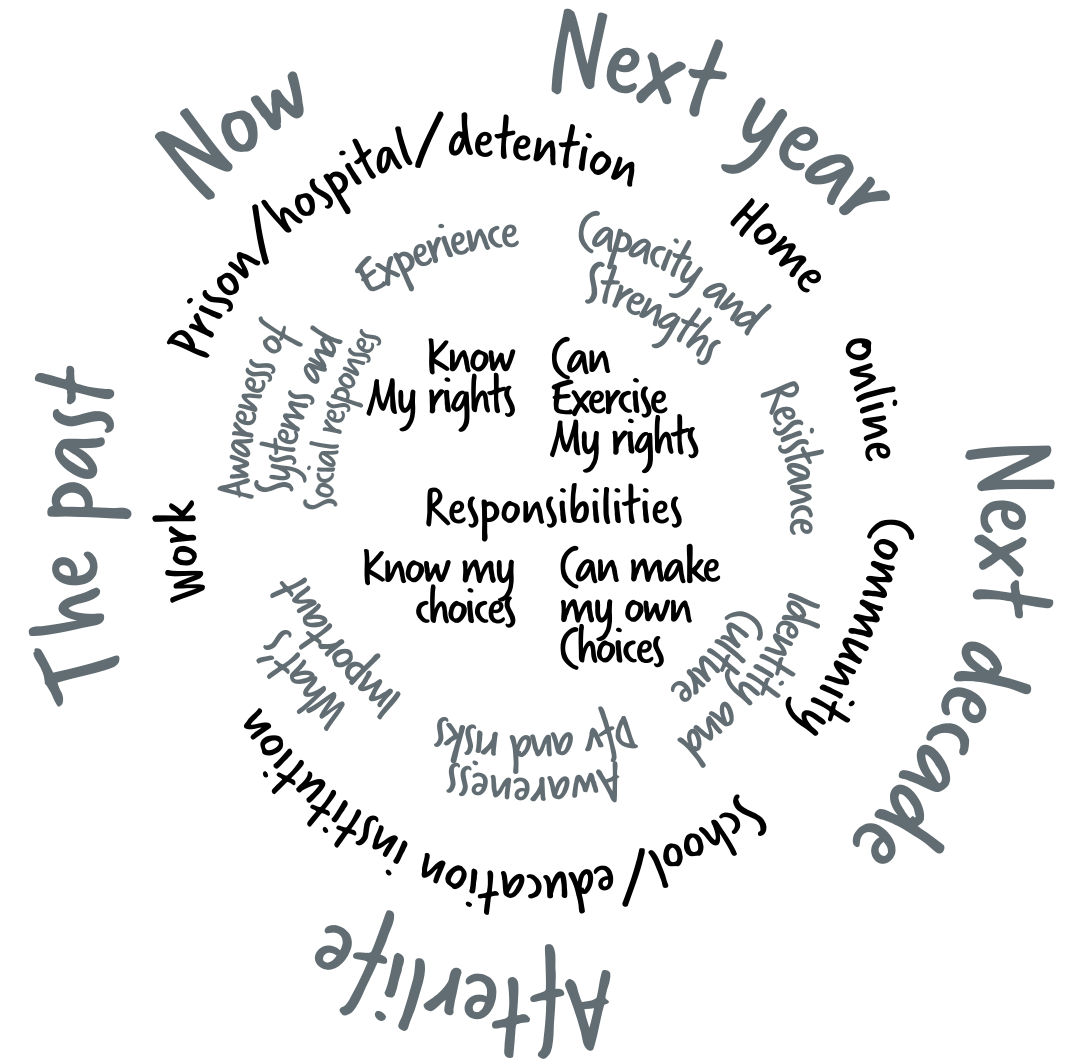 Now
Next year
Next decade
Afterlife
The past
Prison/hospital/detention
Home
online
Community
School/education institution
Work
Experience
Capacity and
Strengths
Resistance
Identity and
Culture
Awareness
Dfv and risks
What's
Important
Awareness of
Systems and
Social responses
Know
My rights
Can
Exercise
My rights
Responsibilities
Know my
choices
Can make
my own
Choices